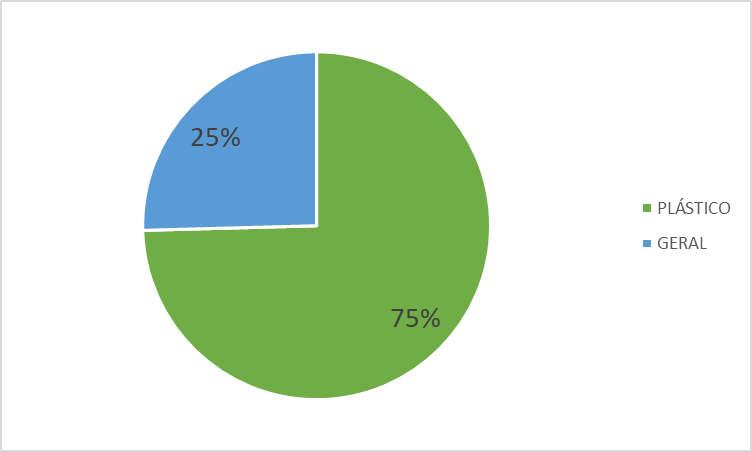 25%
75%
PLÁSTICO
GERAL